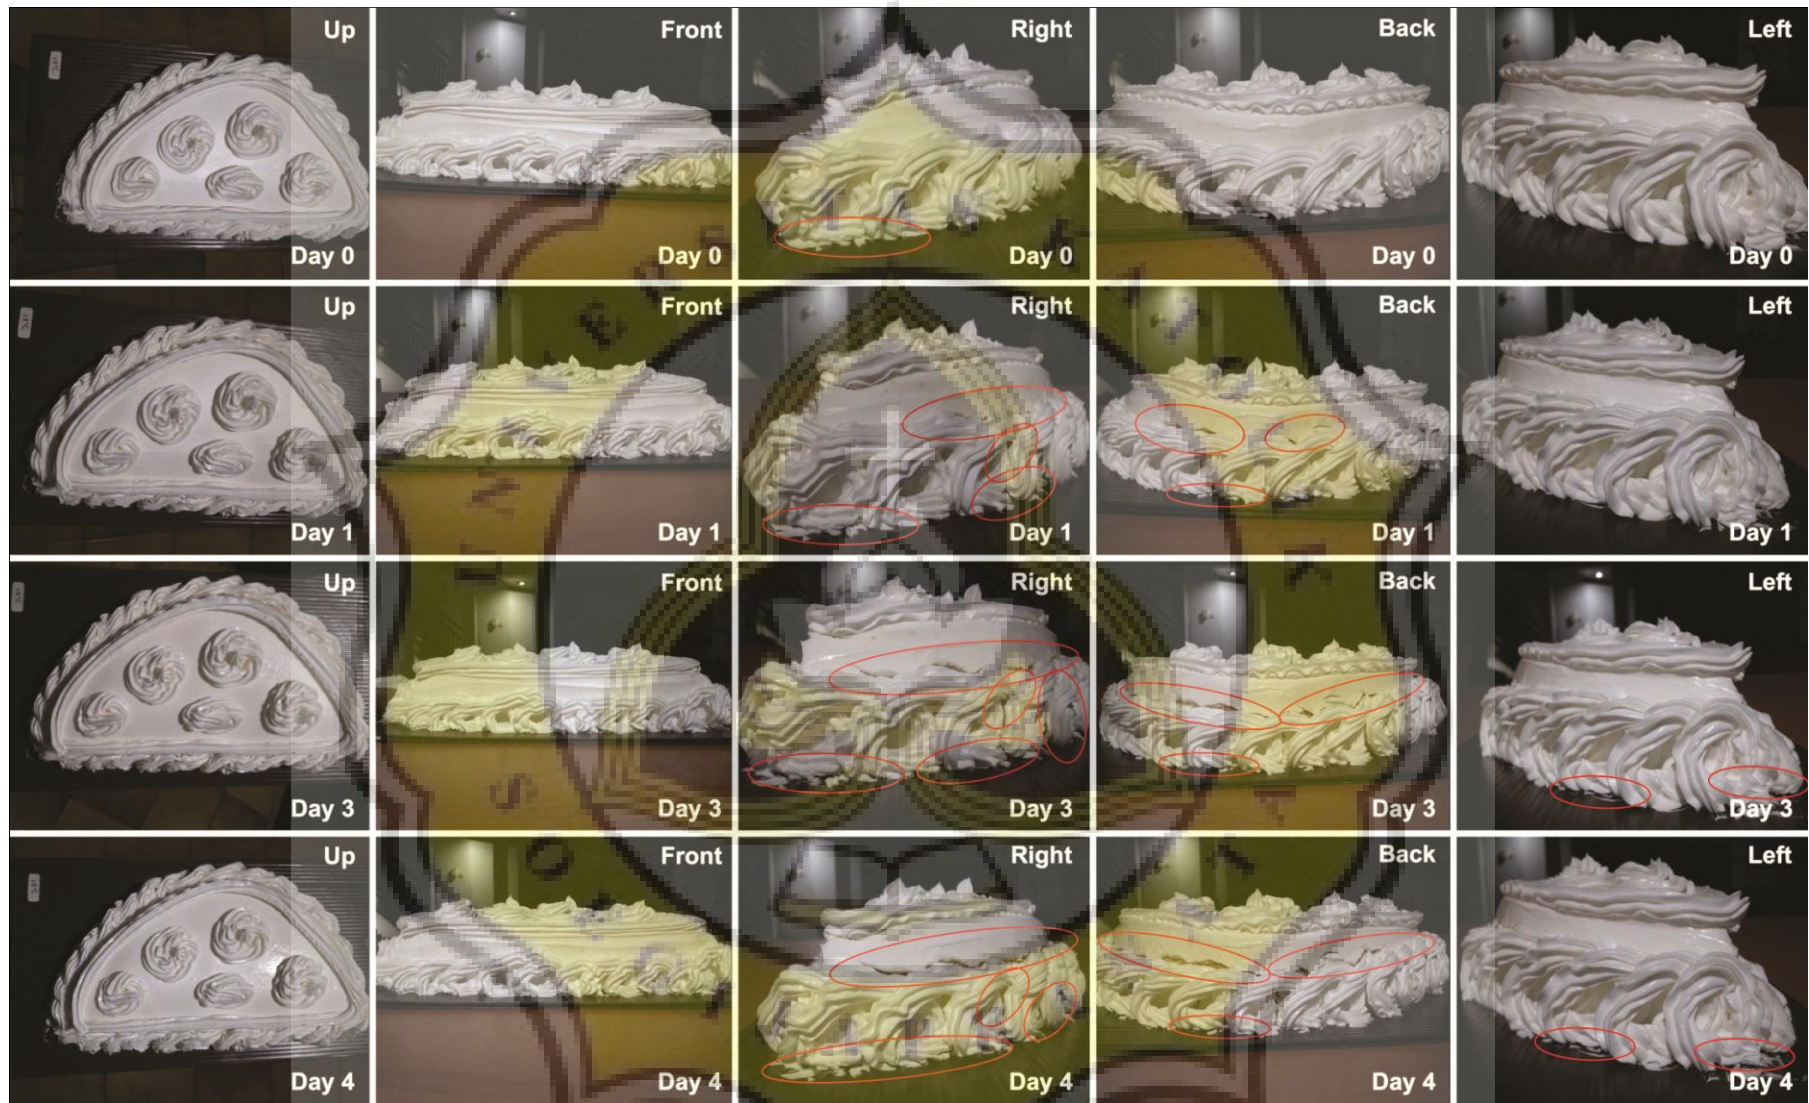 Up Front Right Back Left
Day 0 Day 0 Day 0 Day 0 Day 0
Up Front Right Back Left
Day 1 Day 1 Day 1 Day 1 Day 1
Up Front Right Back Left
Day 3 Day 3 Day 3 Day 3 Day 3
Up Front Right Back Left
Day 4 Day 4 Day 4 Day 4 Day 4